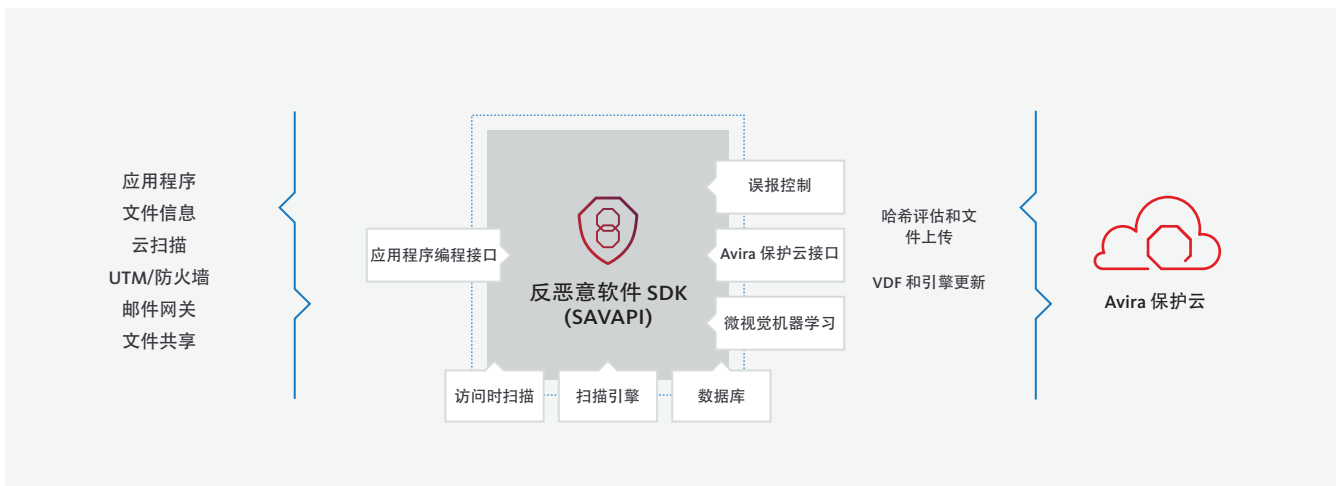 应用程序
文件信息
云扫描
UTM/防火墙
邮件网关
文件共享
应用程序编程接口
反恶意软件 SDK
(SAVAPI)
误报控制
Avira 保护云接口
微视觉机器学习
访问时扫描
扫描引擎
数据库
哈希评估和文
件上传
VDF 和引擎更新
Avira 保护云